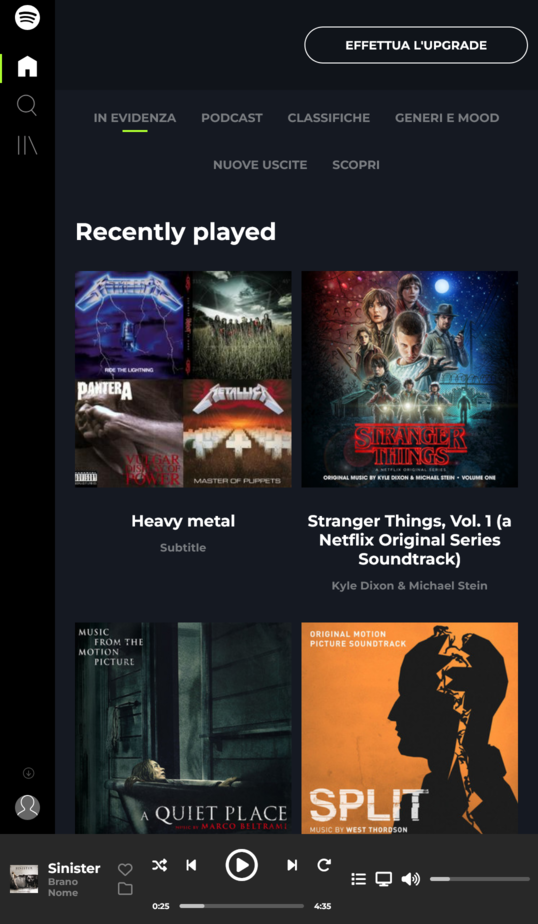 EFFETTUA L'UPGRADE
IN EVIDENZA PODCAST CLASSIFICHE GENERI E MOOD
NUOVE USCITE SCOPRI
Recently played
METALLICA
RIDE THE LIGHTNING
PANTERA
VULGAR
DISPLAY OF
POWER
METALLICA
MASTER OF PUPPETS
STRANGER
THINGS
A NETFLIX ORIGINAL SERIES
ORIGINAL MUSIC BY KYLE DIXON & MICHAEL STEIN • VOLUME ONE
Heavy metal
Subtitle
Stranger Things, Vol. 1 (a
Netflix Original Series
Soundtrack)
Kyle Dixon & Michael Stein
MUSIC
FROM THE
MOTION
PICTURE
A QUIET PLACE
MUSIC BY MARCO BELTRAMI
ORIGINAL MOTION
PICTURE SOUNDTRACK
SPLIT
MUSIC BY WEST THORDSON
Sinister
Brano
Nome
0:25 4:35